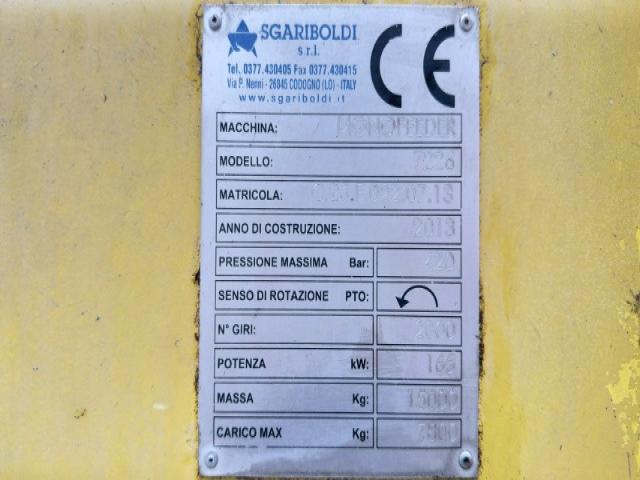 SGARIBOLDI
s.r.l.
Tel. 0377.430405 Fax 0377.430415
Via P. Nenni - 26845 CODOGNO (LO) - ITALY
www.sgariboldi.it
CE
MACCHINA: MONOFEEDER
MODELLO:
MATRICOLA:
ANNO DI COSTRUZIONE: 2013
PRESSIONE MASSIMA Bar:
SENSO DI ROTAZIONE PTO:
N° GIRI:
POTENZA kW:
MASSA Kg: 15000
CARICO MAX Kg: